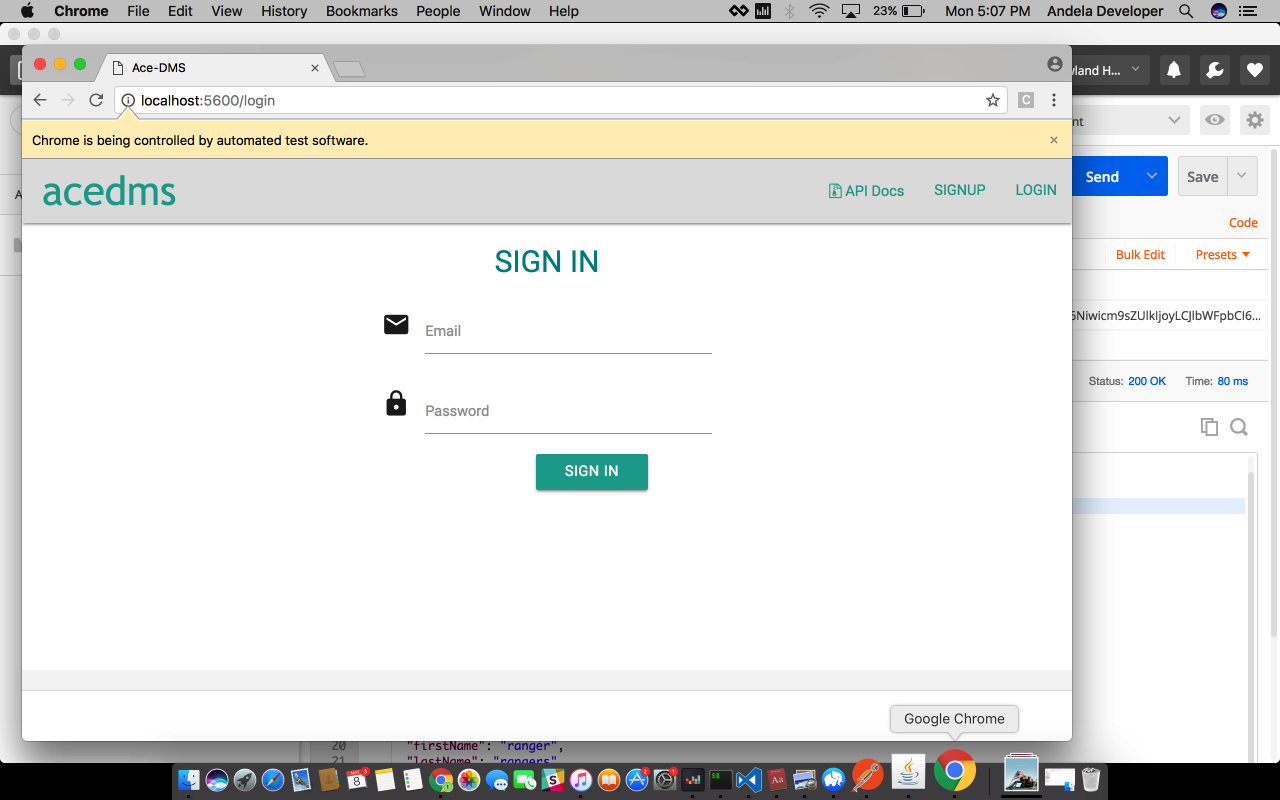 Chrome File Edit View History Bookmarks People Window Help 23% Mon 5:07 PM Andela Developer
Ace-DMS
localhost:5600/login
C
Chrome is being controlled by automated test software.
acedms
API Docs SIGNUP LOGIN
SIGN IN
Email
Password
SIGN IN
Send Save
Code
Bulk Edit Presets
Status: 200 OK Time: 80 ms
Google Chrome
20 "firstName": "ranger",
21 "lastName": "rangers"
8